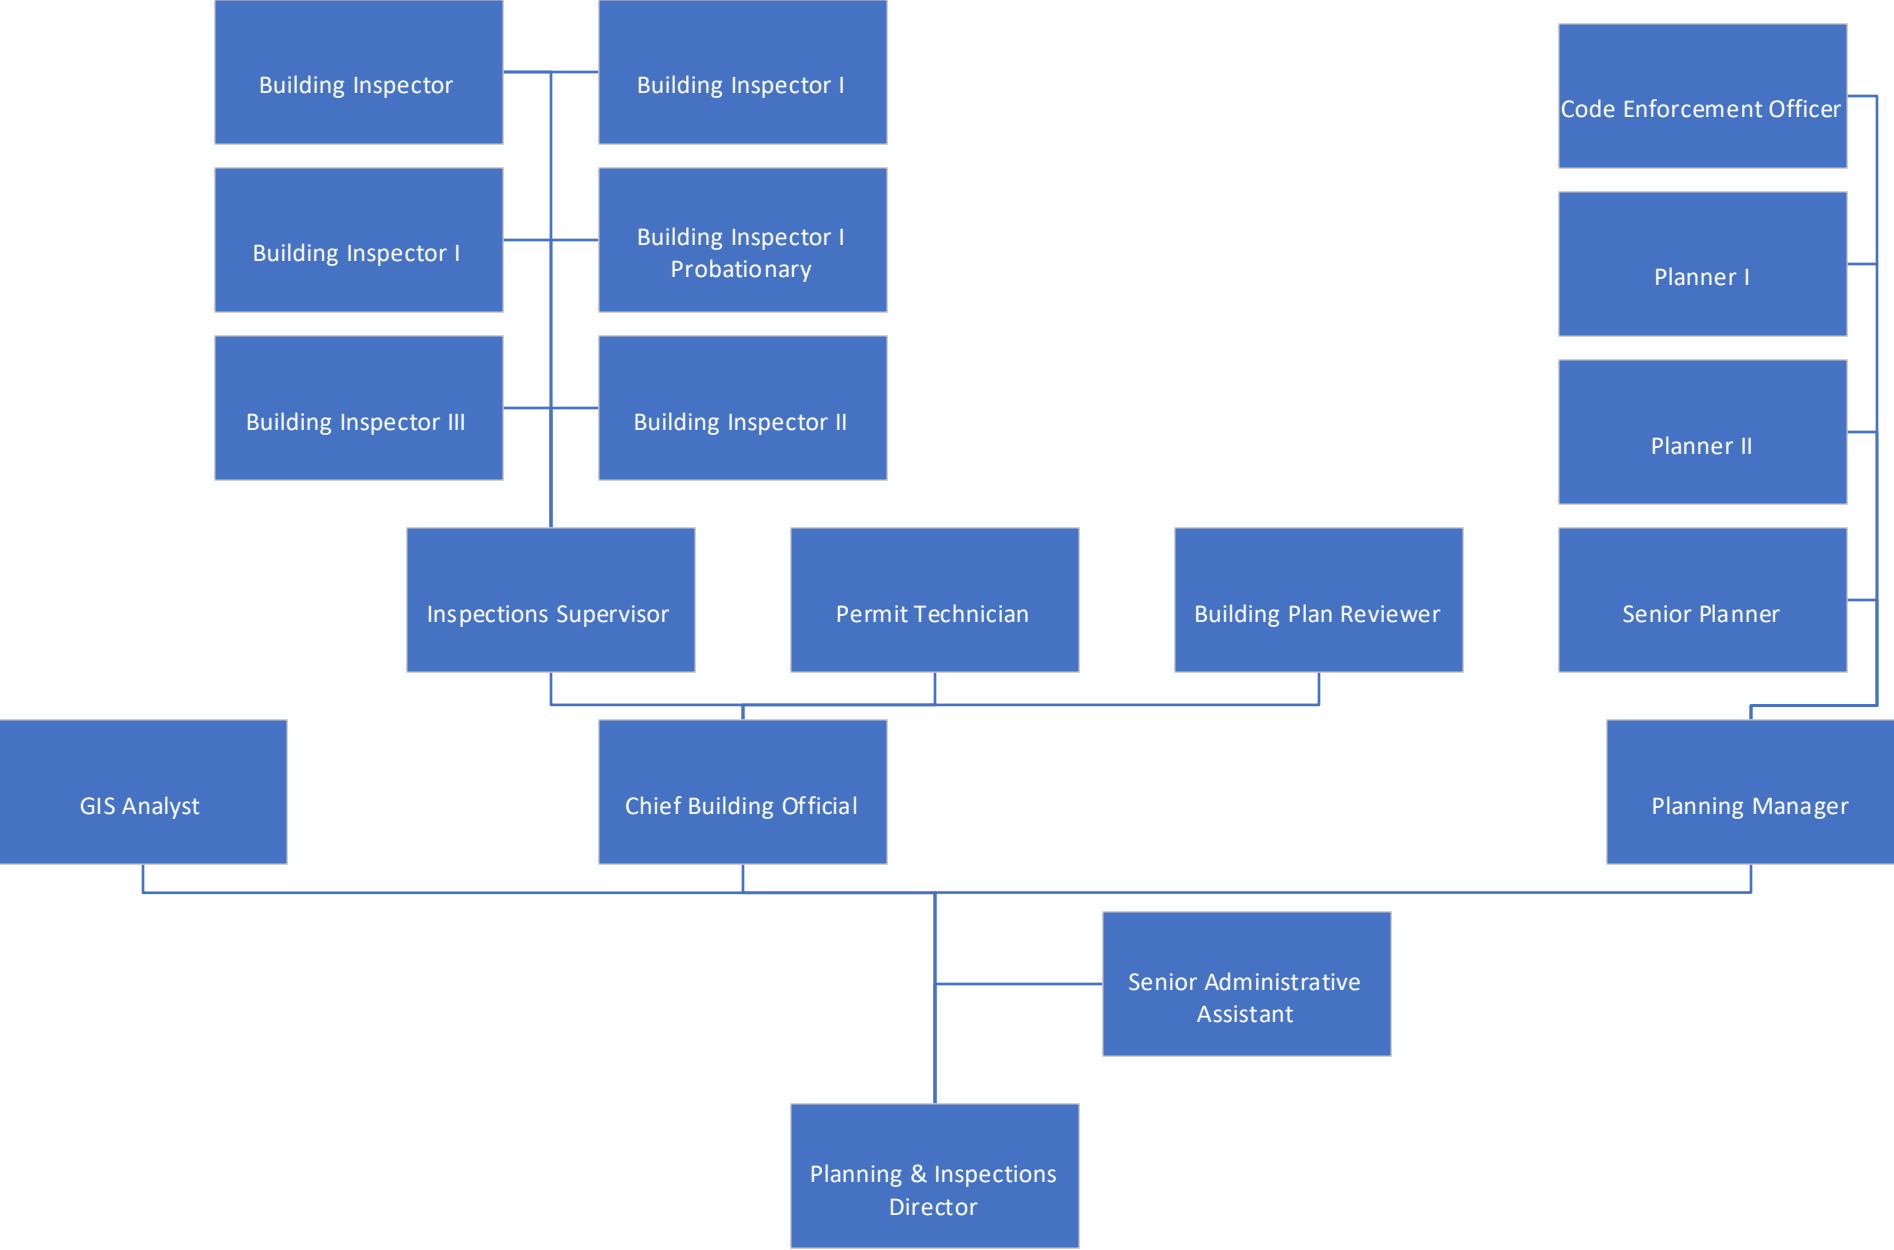 Building Inspector
Building Inspector I
Code Enforcement Officer
Building Inspector I
Building Inspector I
Probationary
Planner I
Building Inspector III
Building Inspector II
Planner II
Inspections Supervisor
Permit Technician
Building Plan Reviewer
Senior Planner
GIS Analyst
Chief Building Official
Planning Manager
Senior Administrative
Assistant
Planning & Inspections
Director